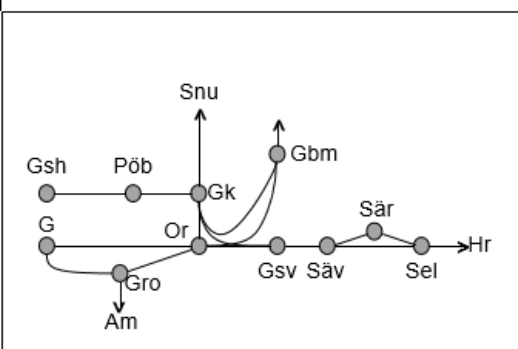 Snu
Gsh Pöb Gk Gbm
G Or Sär
Gro Gsv Säv Sel Hr
Am